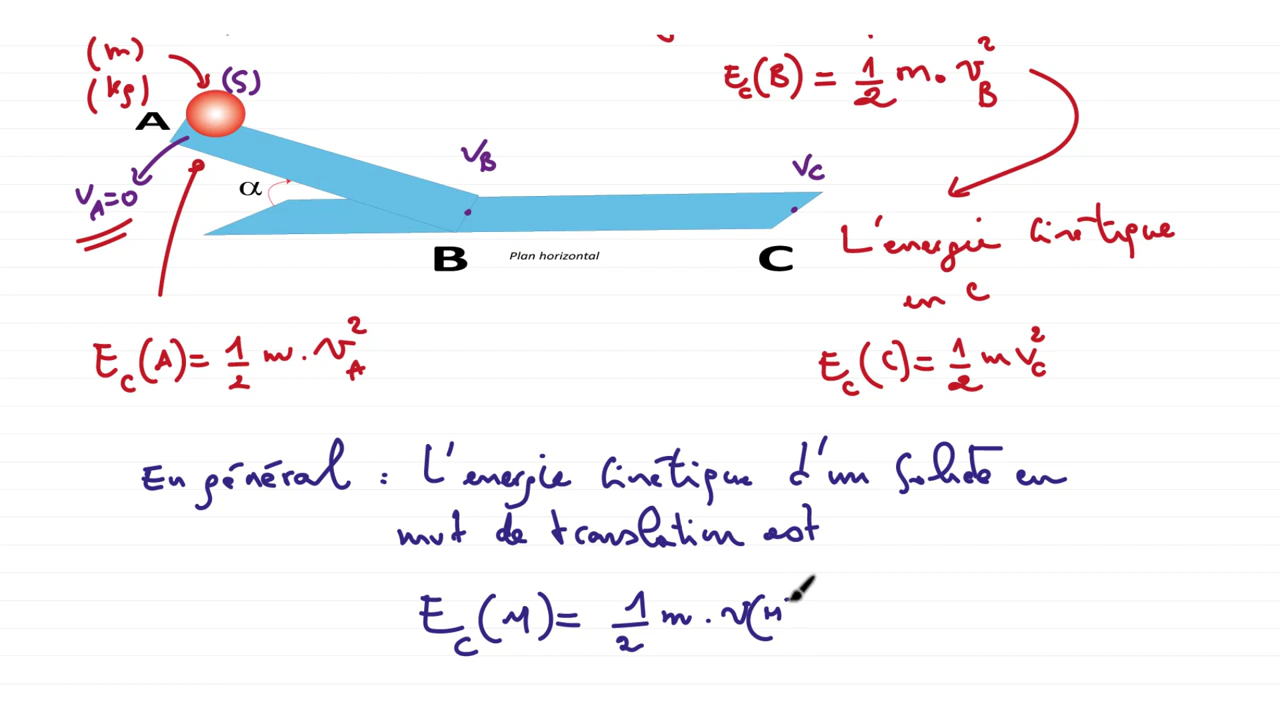 (m)
(kg)
(S)
A
V_A=0
α
V_B
V_C
B
Plan horizontal
C
E_c(B) = 1/2 m. v_B^2
L'energie Cinétique
en C
E_c(A) = 1/2 m. v_A^2
E_c(C) = 1/2 m V_C^2
En général : L'energie Cinétique d'un Solide en
mvt de translation est
E_c(M) = 1/2 m. v(M